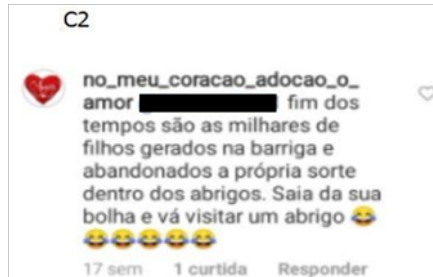 C2
no_meu_coracao_adocao_o_
amor fim dos
tempos são as milhares de
filhos gerados na barriga e
abandonados a própria sorte
dentro dos abrigos. Saia da sua
bolha e vá visitar um abrigo 😂
😂😂😂😂😂
17 sem 1 curtida Responder